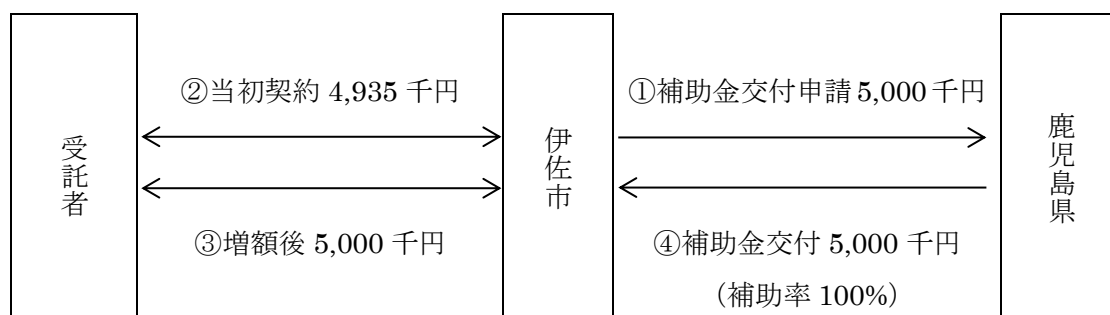 受託者
②当初契約 4,935 千円
③増額後 5,000 千円
伊佐市
①補助金交付申請 5,000 千円
④補助金交付 5,000 千円
（補助率 100%）
鹿児島県